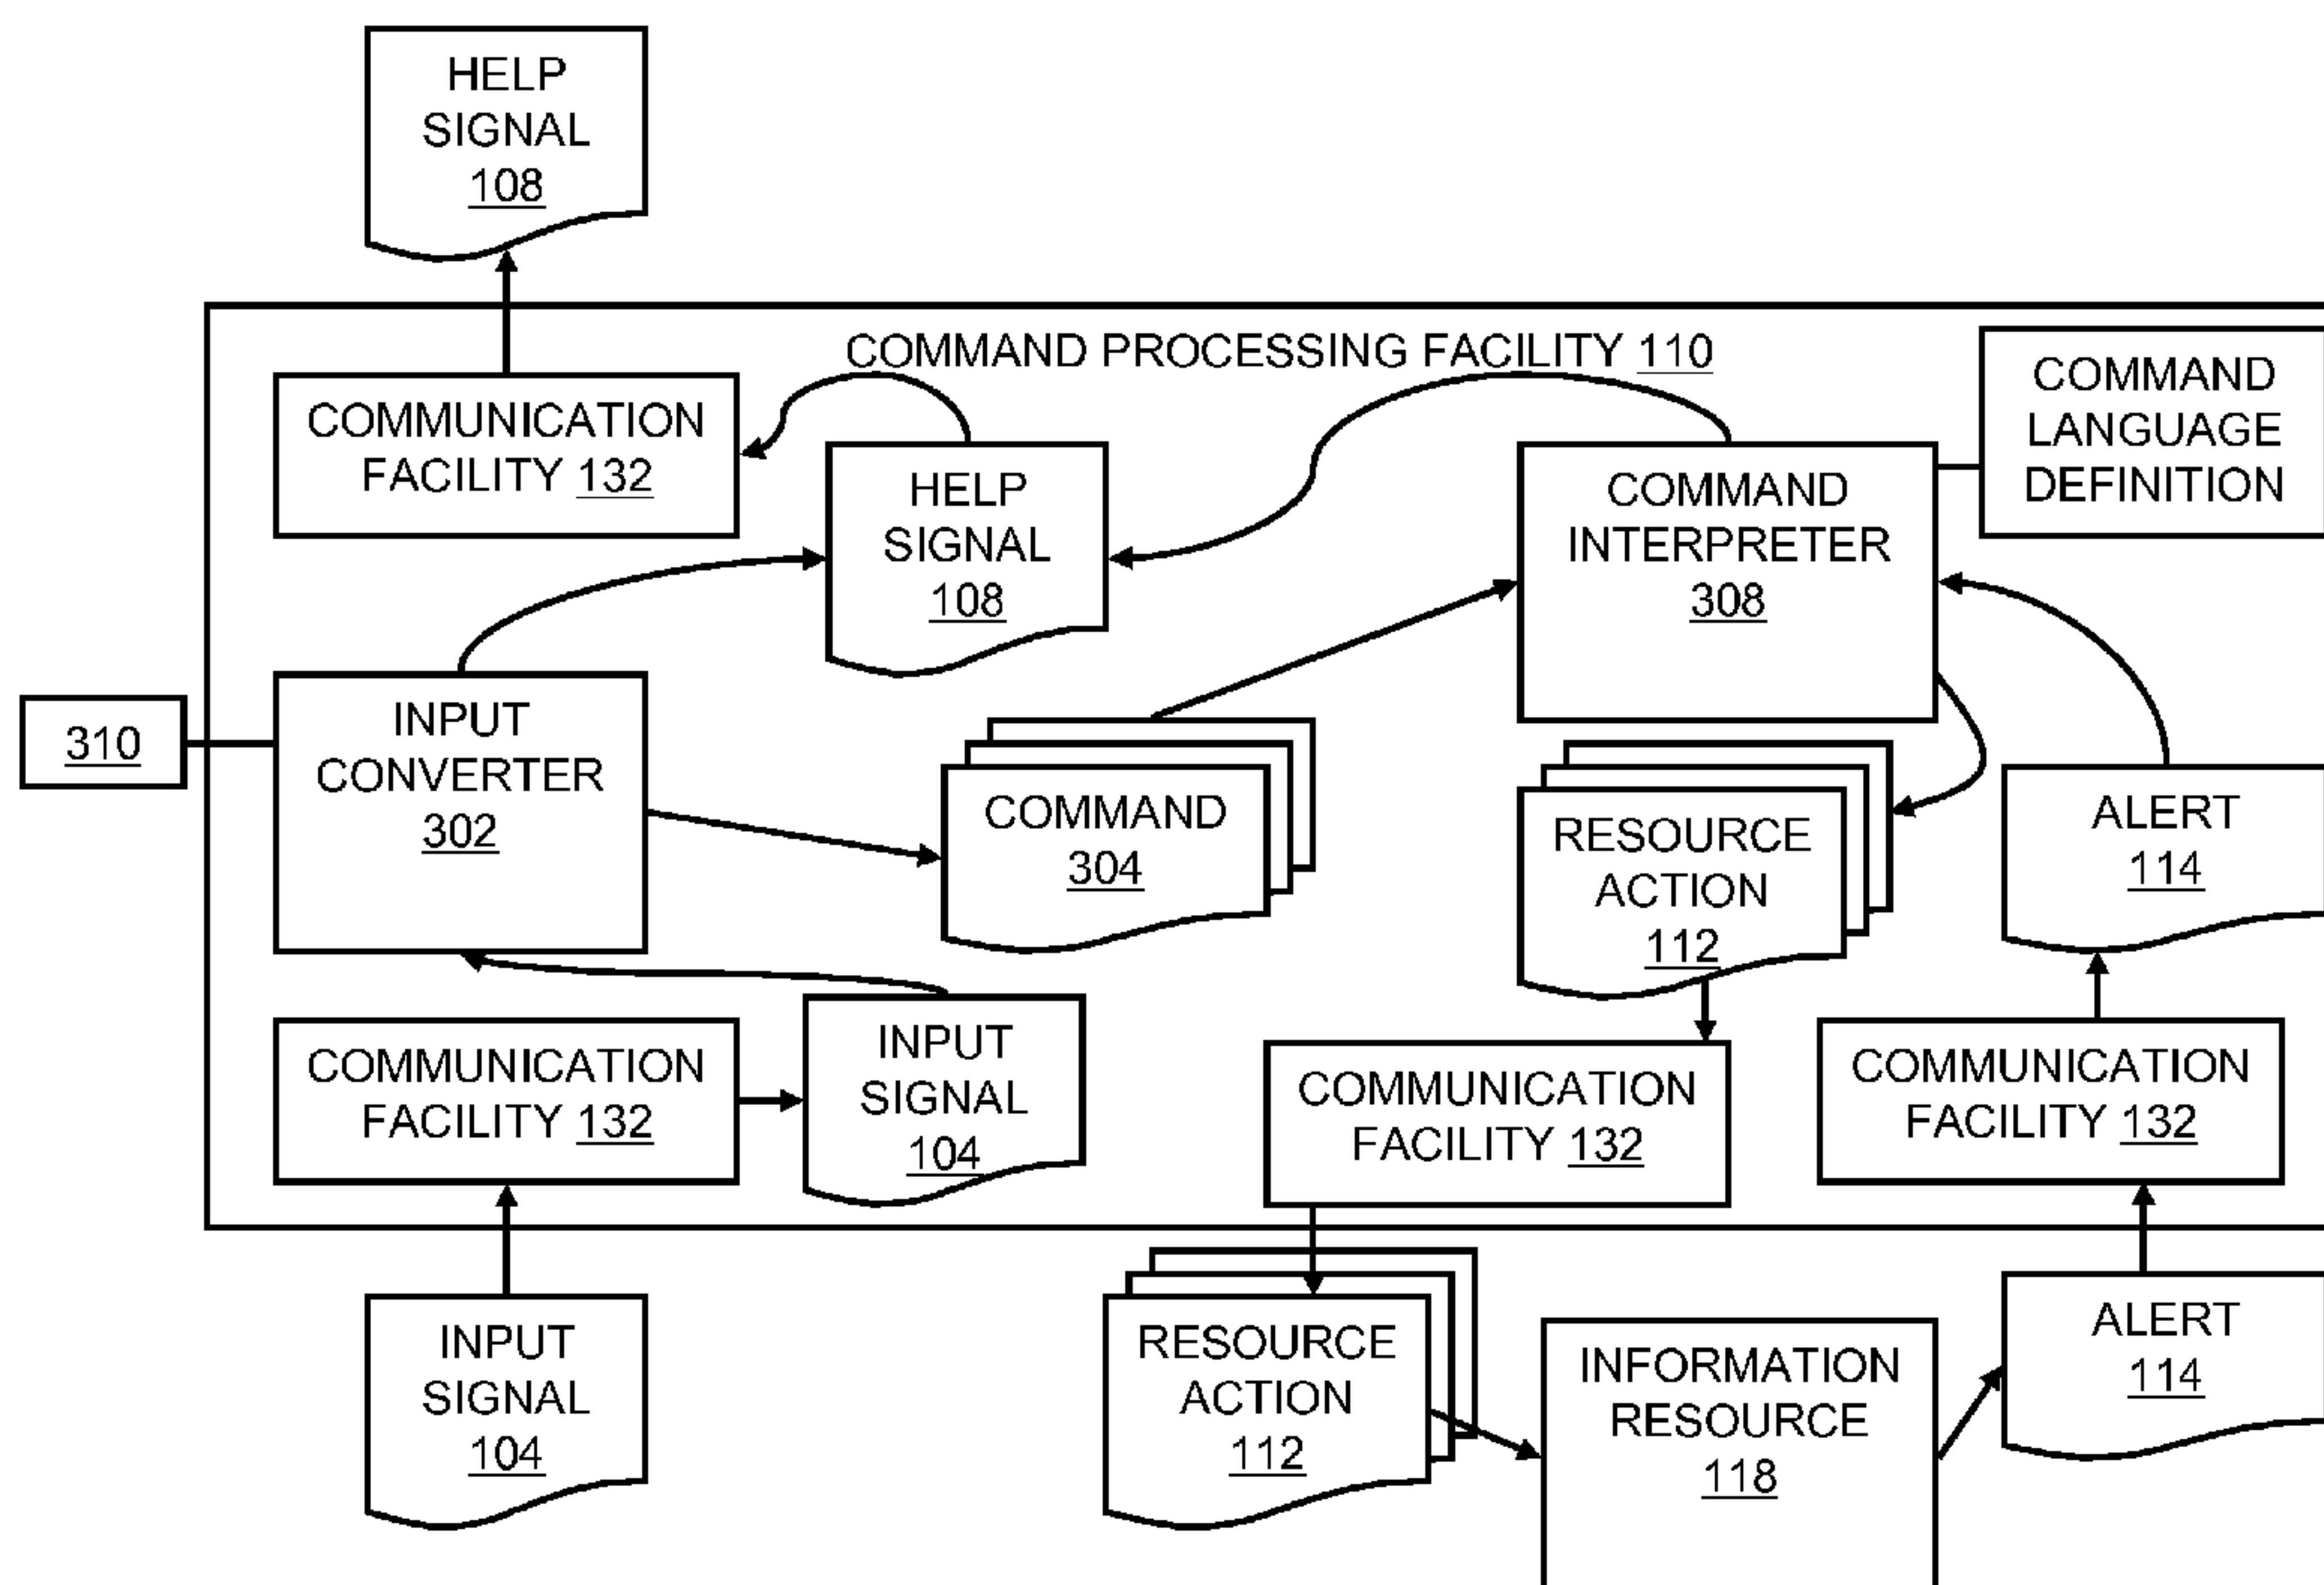 HELP
SIGNAL
108
COMMAND PROCESSING FACILITY 110
COMMUNICATION
FACILITY 132
HELP
SIGNAL
108
COMMAND
INTERPRETER
308
COMMAND
LANGUAGE
DEFINITION
310
INPUT
CONVERTER
302
COMMAND
304
RESOURCE
ACTION
112
ALERT
114
COMMUNICATION
FACILITY 132
INPUT
SIGNAL
104
COMMUNICATION
FACILITY 132
COMMUNICATION
FACILITY 132
INPUT
SIGNAL
104
RESOURCE
ACTION
112
INFORMATION
RESOURCE
118
ALERT
114